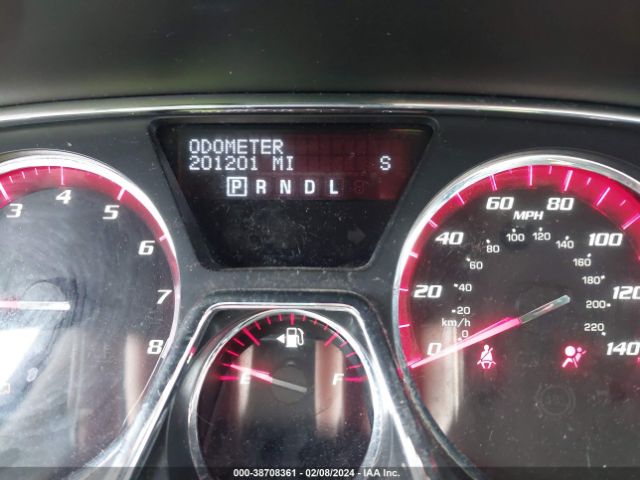 ODOMETER
201201 MI S
P R N D L
3 4 5 6 7 8
0 20 40 60 80 100 120 140
MPH
0 20 40 60 80 100 120 140 160 180 200 220
km/h
E F
000-38708361 - 02/08/2024 - IAA Inc.